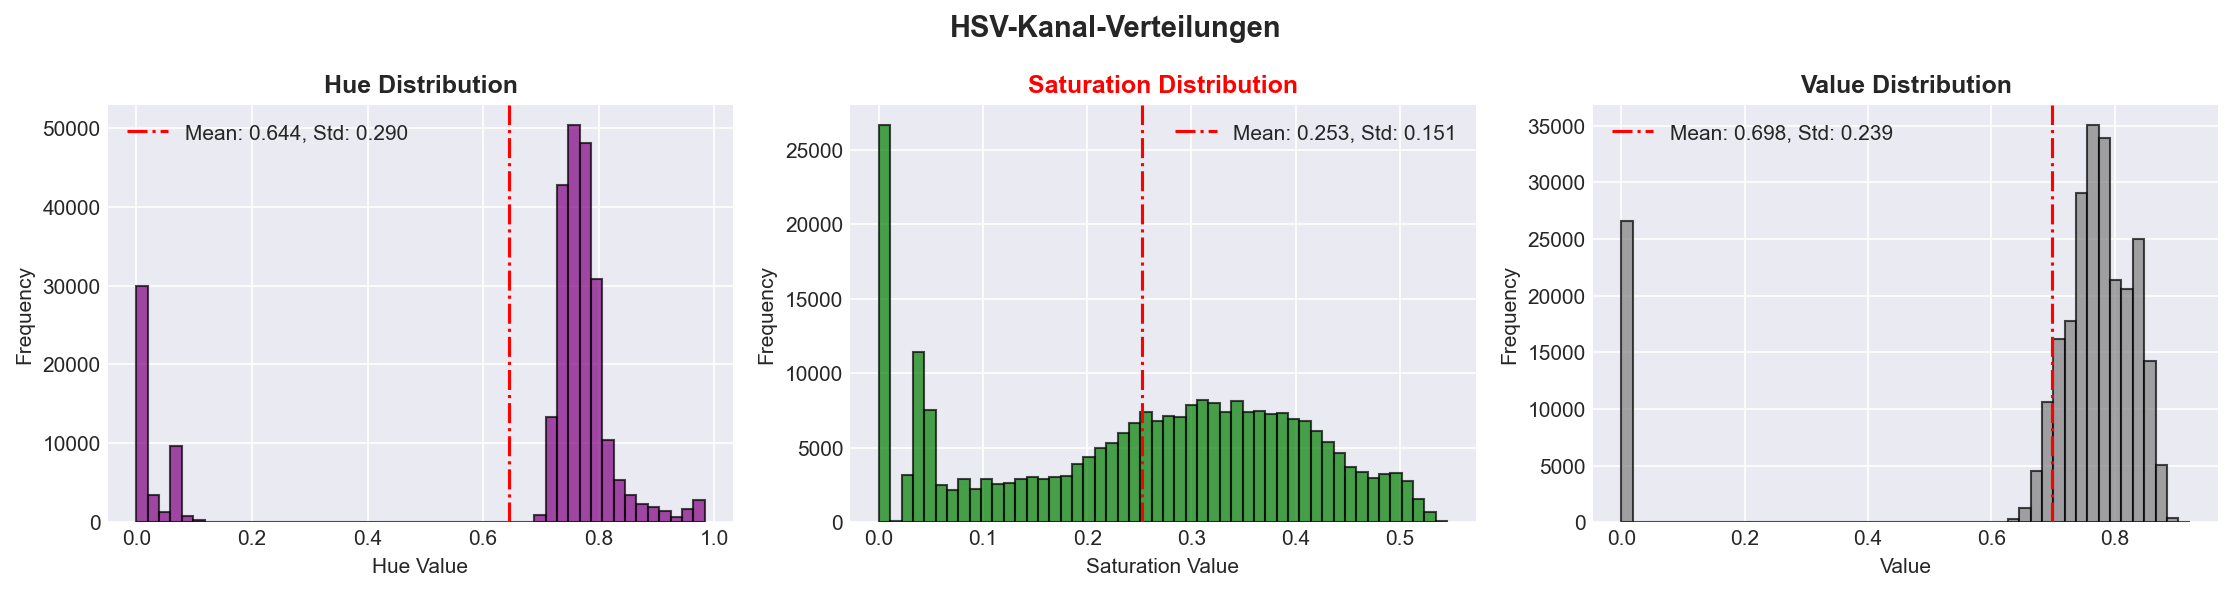 HSV-Kanal-Verteilungen
Hue Distribution
Mean: 0.644, Std: 0.290
Frequency
50000
40000
30000
20000
10000
0
0.0 0.2 0.4 0.6 0.8 1.0
Hue Value
Saturation Distribution
Mean: 0.253, Std: 0.151
Frequency
25000
20000
15000
10000
5000
0
0.0 0.1 0.2 0.3 0.4 0.5
Saturation Value
Value Distribution
Mean: 0.698, Std: 0.239
Frequency
35000
30000
25000
20000
15000
10000
5000
0
0.0 0.2 0.4 0.6 0.8
Value